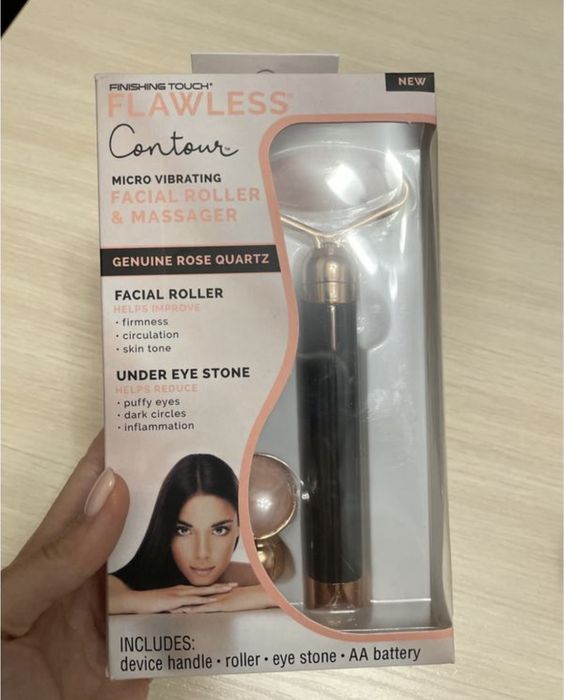 FINISHING TOUCH®
NEW
FLAWLESS®
Contour™
MICRO VIBRATING
FACIAL ROLLER
& MASSAGER
GENUINE ROSE QUARTZ
FACIAL ROLLER
HELPS IMPROVE
• firmness
• circulation
• skin tone
UNDER EYE STONE
HELPS REDUCE
• puffy eyes
• dark circles
• inflammation
INCLUDES:
device handle • roller • eye stone • AA battery